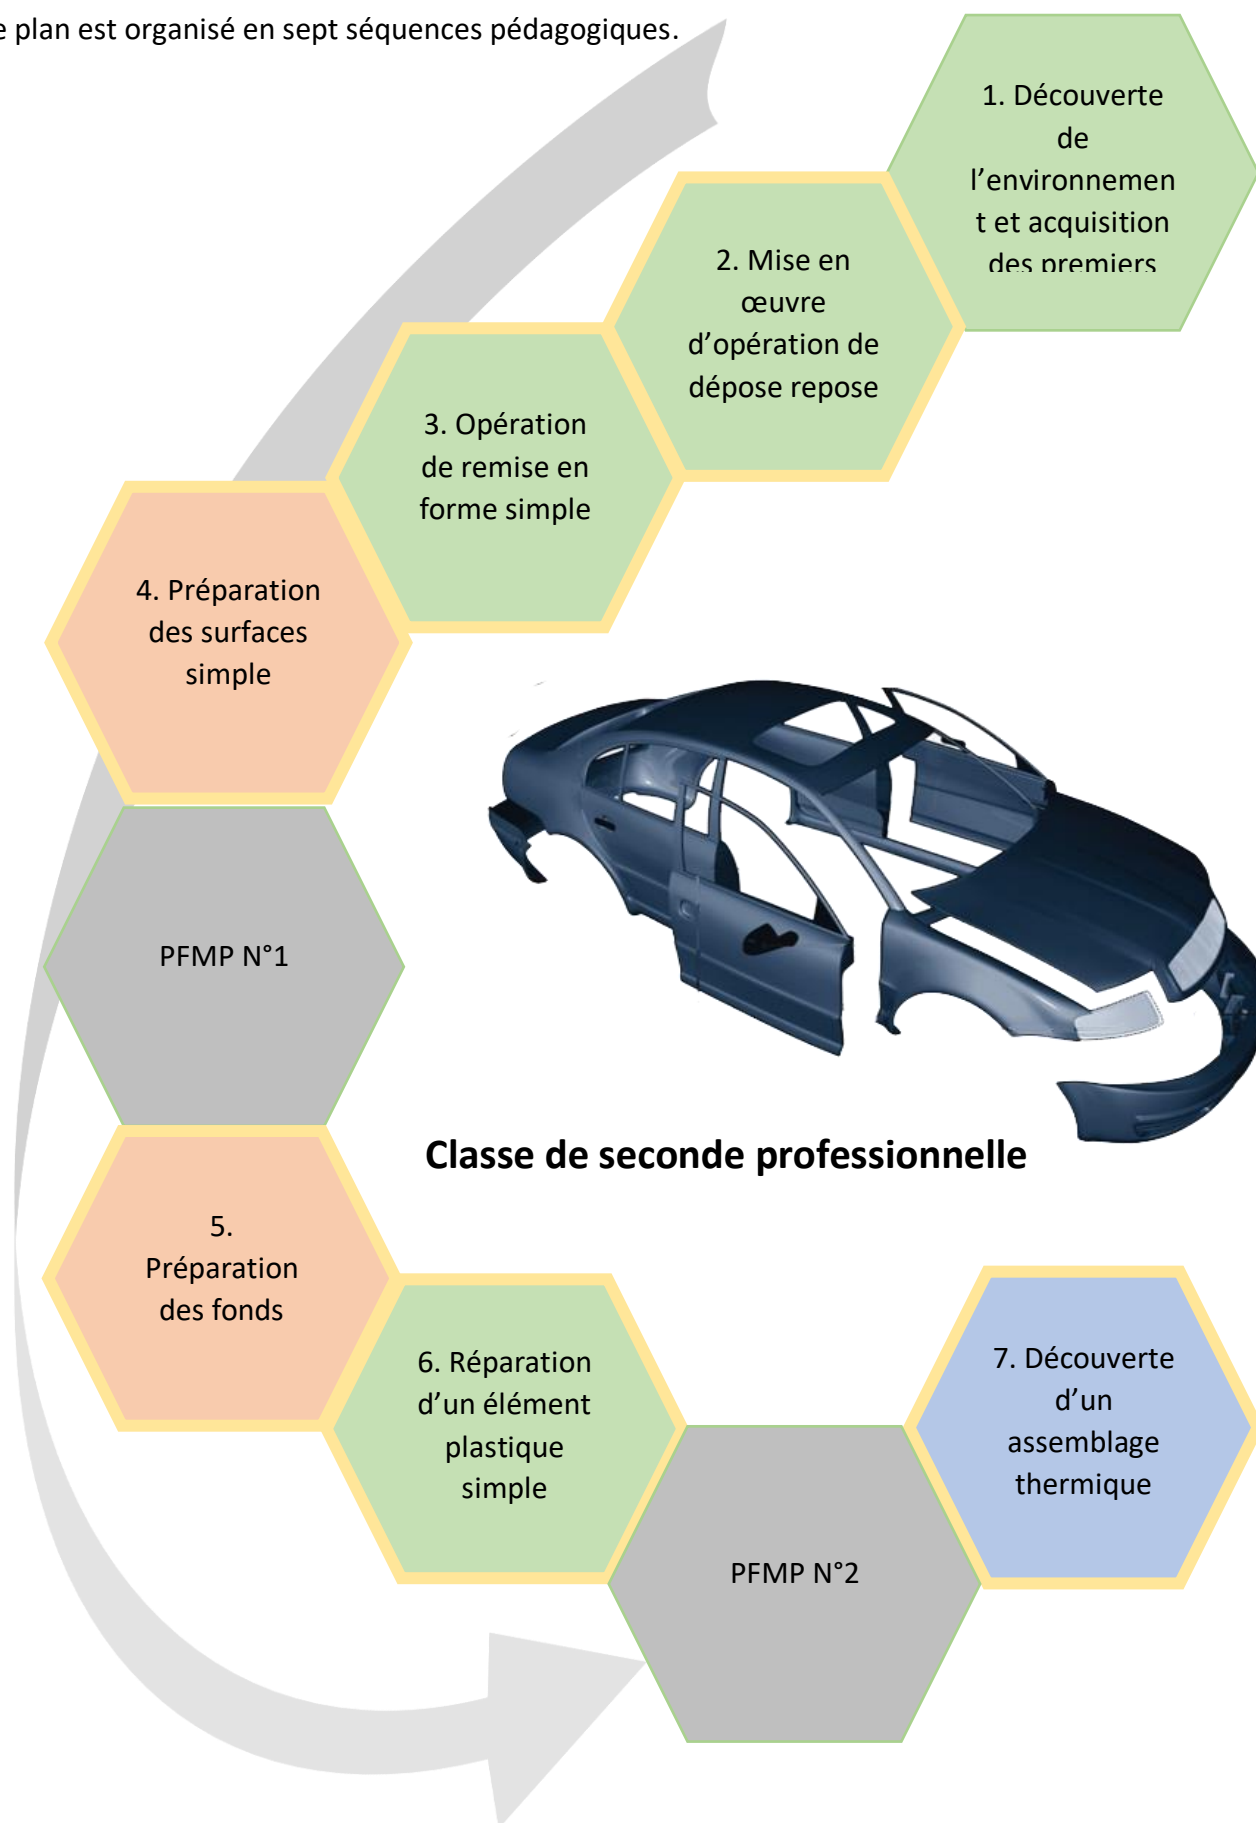 e plan est organisé en sept séquences pédagogiques.
1. Découverte
de
l'environnemen
t et acquisition
des premiers
2. Mise en
œuvre
d'opération de
dépose repose
3. Opération
de remise en
forme simple
4. Préparation
des surfaces
simple
PFMP N°1
Classe de seconde professionnelle
5.
Préparation
des fonds
6. Réparation
d'un élément
plastique
simple
PFMP N°2
7. Découverte
d'un
assemblage
thermique